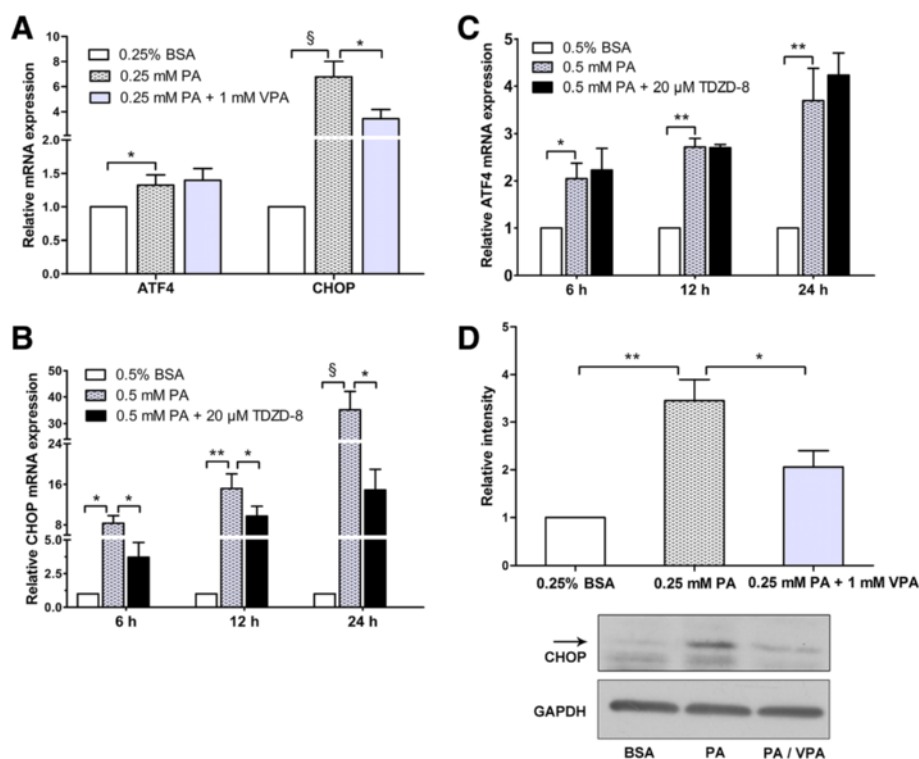 A
0.25% BSA
0.25 mM PA
0.25 mM PA + 1 mM VPA
Relative mRNA expression
10
8
6
4
2
2.0
1.5
1.0
0.5
0.0
*
§
*
ATF4
CHOP
B
0.5% BSA
0.5 mM PA
0.5 mM PA + 20 µM TDZD-8
Relative CHOP mRNA expression
50
40
30
24
16
8
5.0
2.5
0.0
*
*
**
*
§
*
6 h
12 h
24 h
C
0.5% BSA
0.5 mM PA
0.5 mM PA + 20 µM TDZD-8
Relative ATF4 mRNA expression
5
4
3
2
1
0
*
**
**
6 h
12 h
24 h
D
Relative intensity
5
4
3
2
1
0
**
*
0.25% BSA
0.25 mM PA
0.25 mM PA + 1 mM VPA
CHOP
GAPDH
BSA
PA
PA / VPA